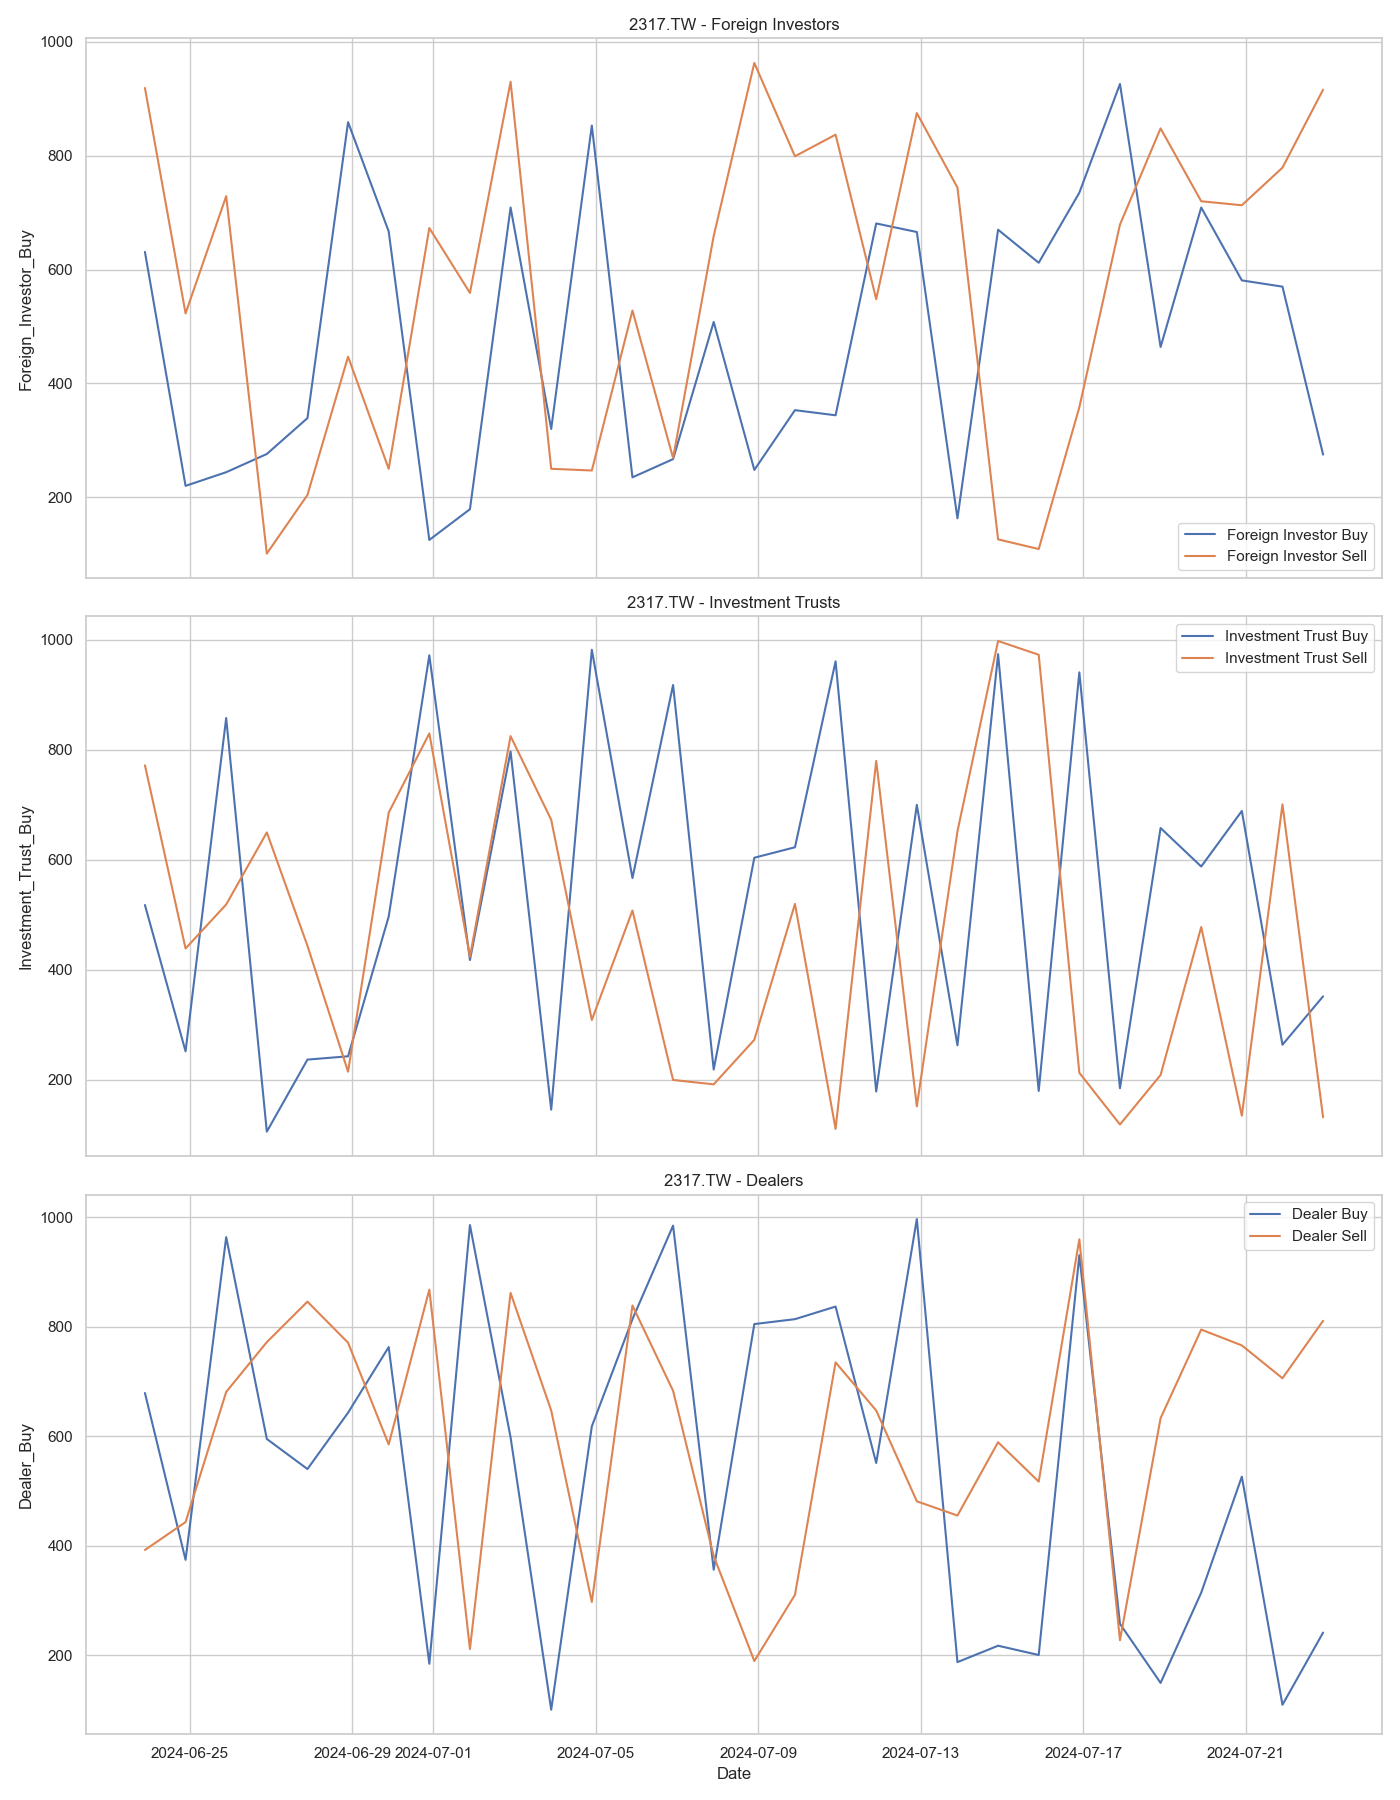 2317.TW - Foreign Investors
1000
800
600
400
200
Foreign_Investor_Buy
Foreign Investor Buy
Foreign Investor Sell
2317.TW - Investment Trusts
1000
800
600
400
200
Investment_Trust_Buy
Investment Trust Buy
Investment Trust Sell
2317.TW - Dealers
1000
800
600
400
200
Dealer_Buy
Dealer Buy
Dealer Sell
2024-06-25 2024-06-29 2024-07-01 2024-07-05 2024-07-09 2024-07-13 2024-07-17 2024-07-21
Date